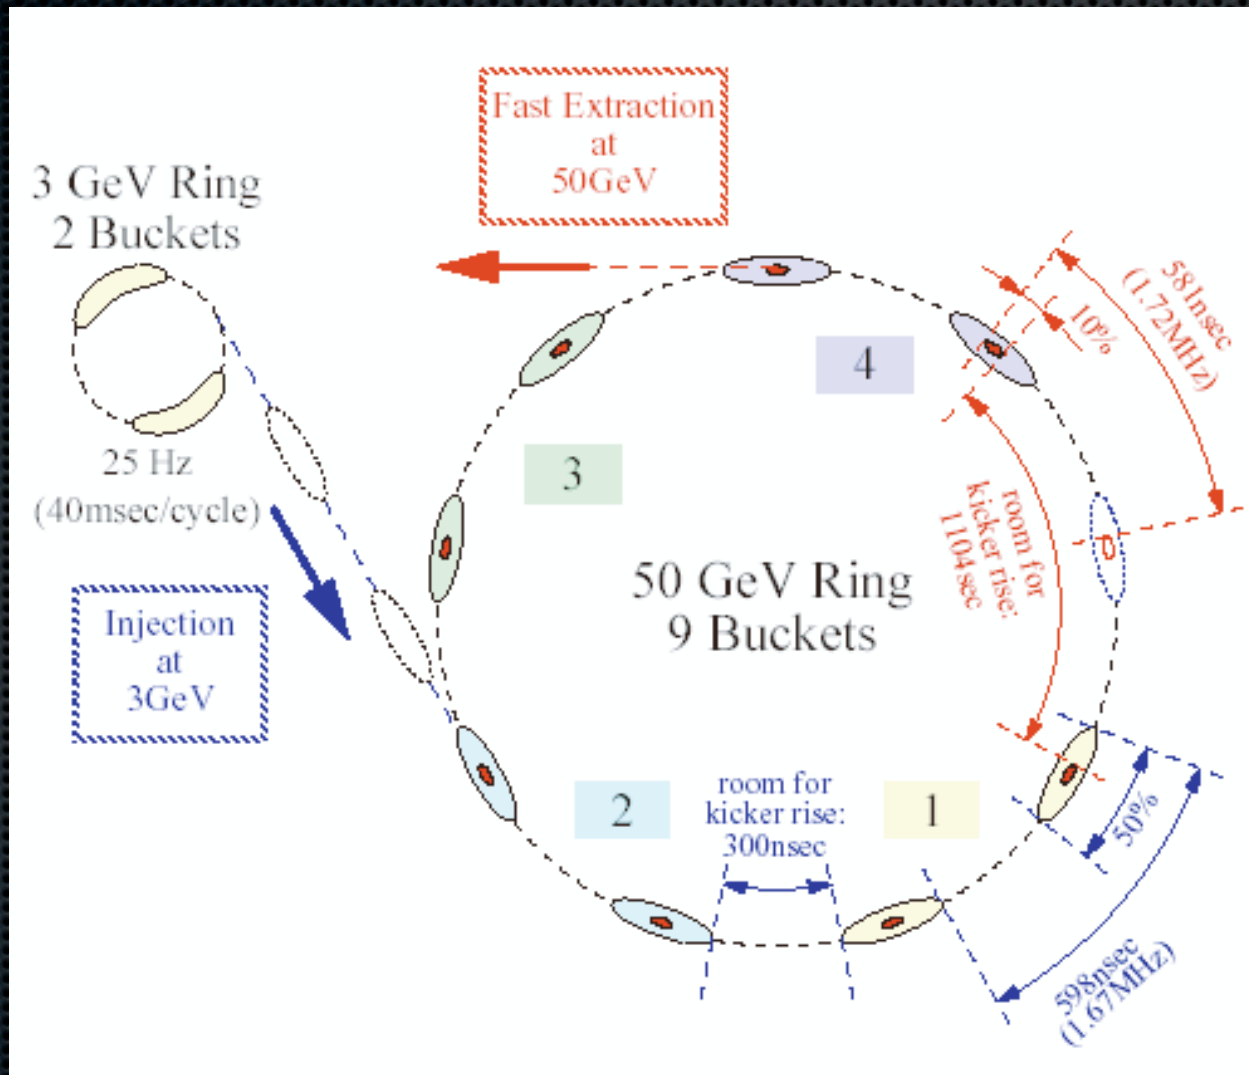 Fast Extraction
at
50GeV
3 GeV Ring
2 Buckets
25 Hz
(40msec/cycle)
Injection
at
3GeV
50 GeV Ring
9 Buckets
4
3
2
1
room for
kicker rise:
300nsec
room for
kicker rise:
1104sec
10%
581nsec
(1.72MHz)
50%
598nsec
(1.67MHz)